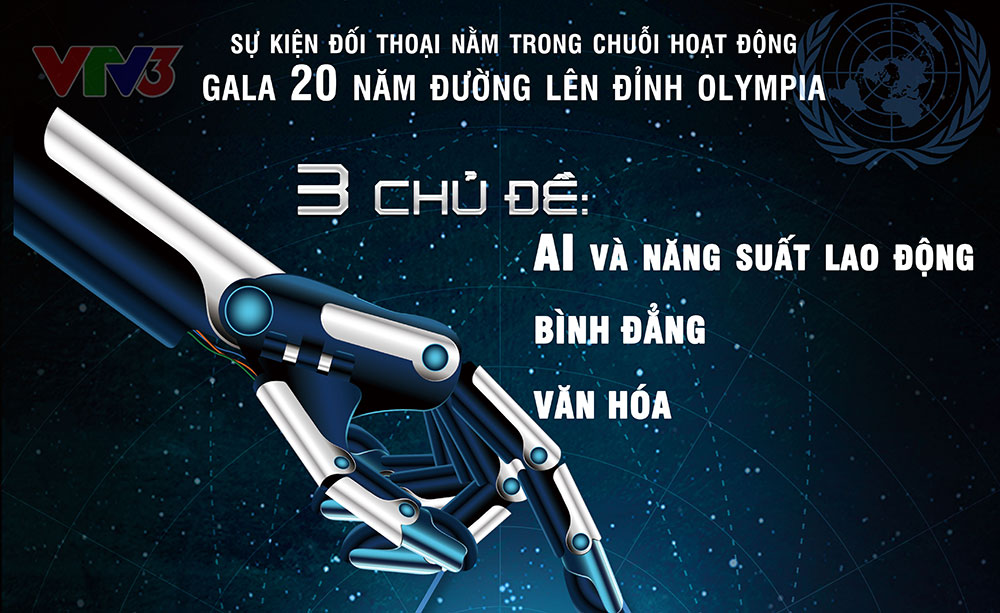 VTV3
SỰ KIỆN ĐỐI THOẠI NẰM TRONG CHUỖI HOẠT ĐỘNG
GALA 20 NĂM ĐƯỜNG LÊN ĐỈNH OLYMPIA
3 CHỦ ĐỀ:
AI VÀ NĂNG SUẤT LAO ĐỘNG
BÌNH ĐẲNG
VĂN HÓA